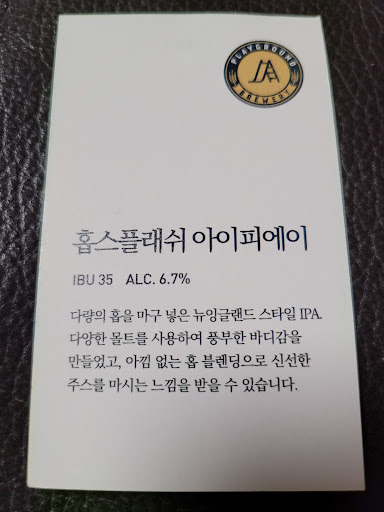 PLAYGROUND
BREWERY
홉스플래쉬 아이피에이
IBU 35 ALC. 6.7%
다량의 홉을 마구 넣은 뉴잉글랜드 스타일 IPA.
다양한 몰트를 사용하여 풍부한 바디감을
만들었고, 아낌 없는 홉 블렌딩으로 신선한
주스를 마시는 느낌을 받을 수 있습니다.